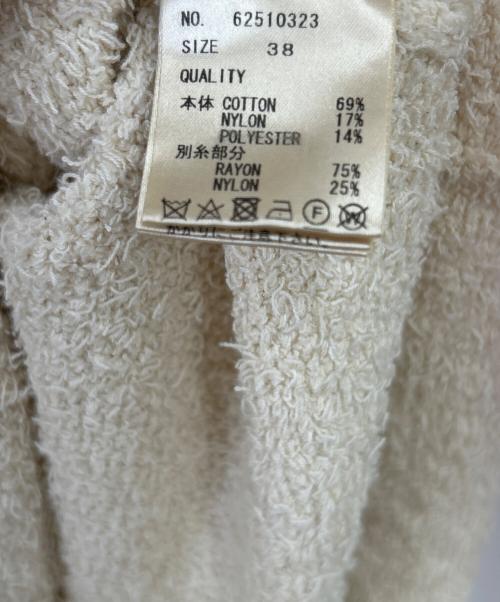 NO. 62510323
SIZE 38
QUALITY
本体 COTTON 69%
NYLON 17%
POLYESTER 14%
別糸部分
RAYON 75%
NYLON 25%
F W